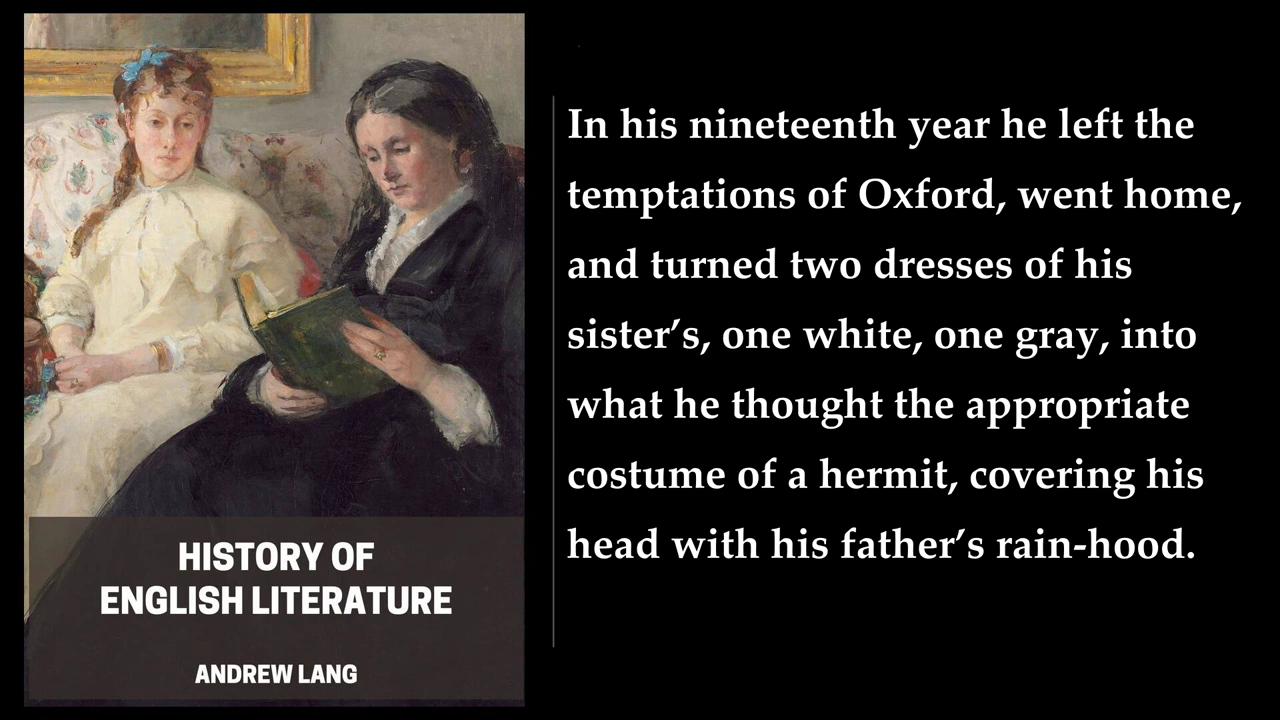 HISTORY OF
ENGLISH LITERATURE
ANDREW LANG
In his nineteenth year he left the
temptations of Oxford, went home,
and turned two dresses of his
sister’s, one white, one gray, into
what he thought the appropriate
costume of a hermit, covering his
head with his father’s rain-hood.